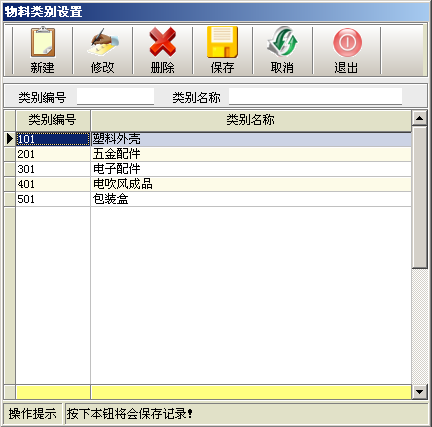 物料类别设置
新建 修改 删除 保存 取消 退出
类别编号 类别名称
类别编号 类别名称
101 塑料外壳
201 五金配件
301 电子配件
401 电吹风成品
501 包装盒
操作提示 按下本钮将会保存记录!